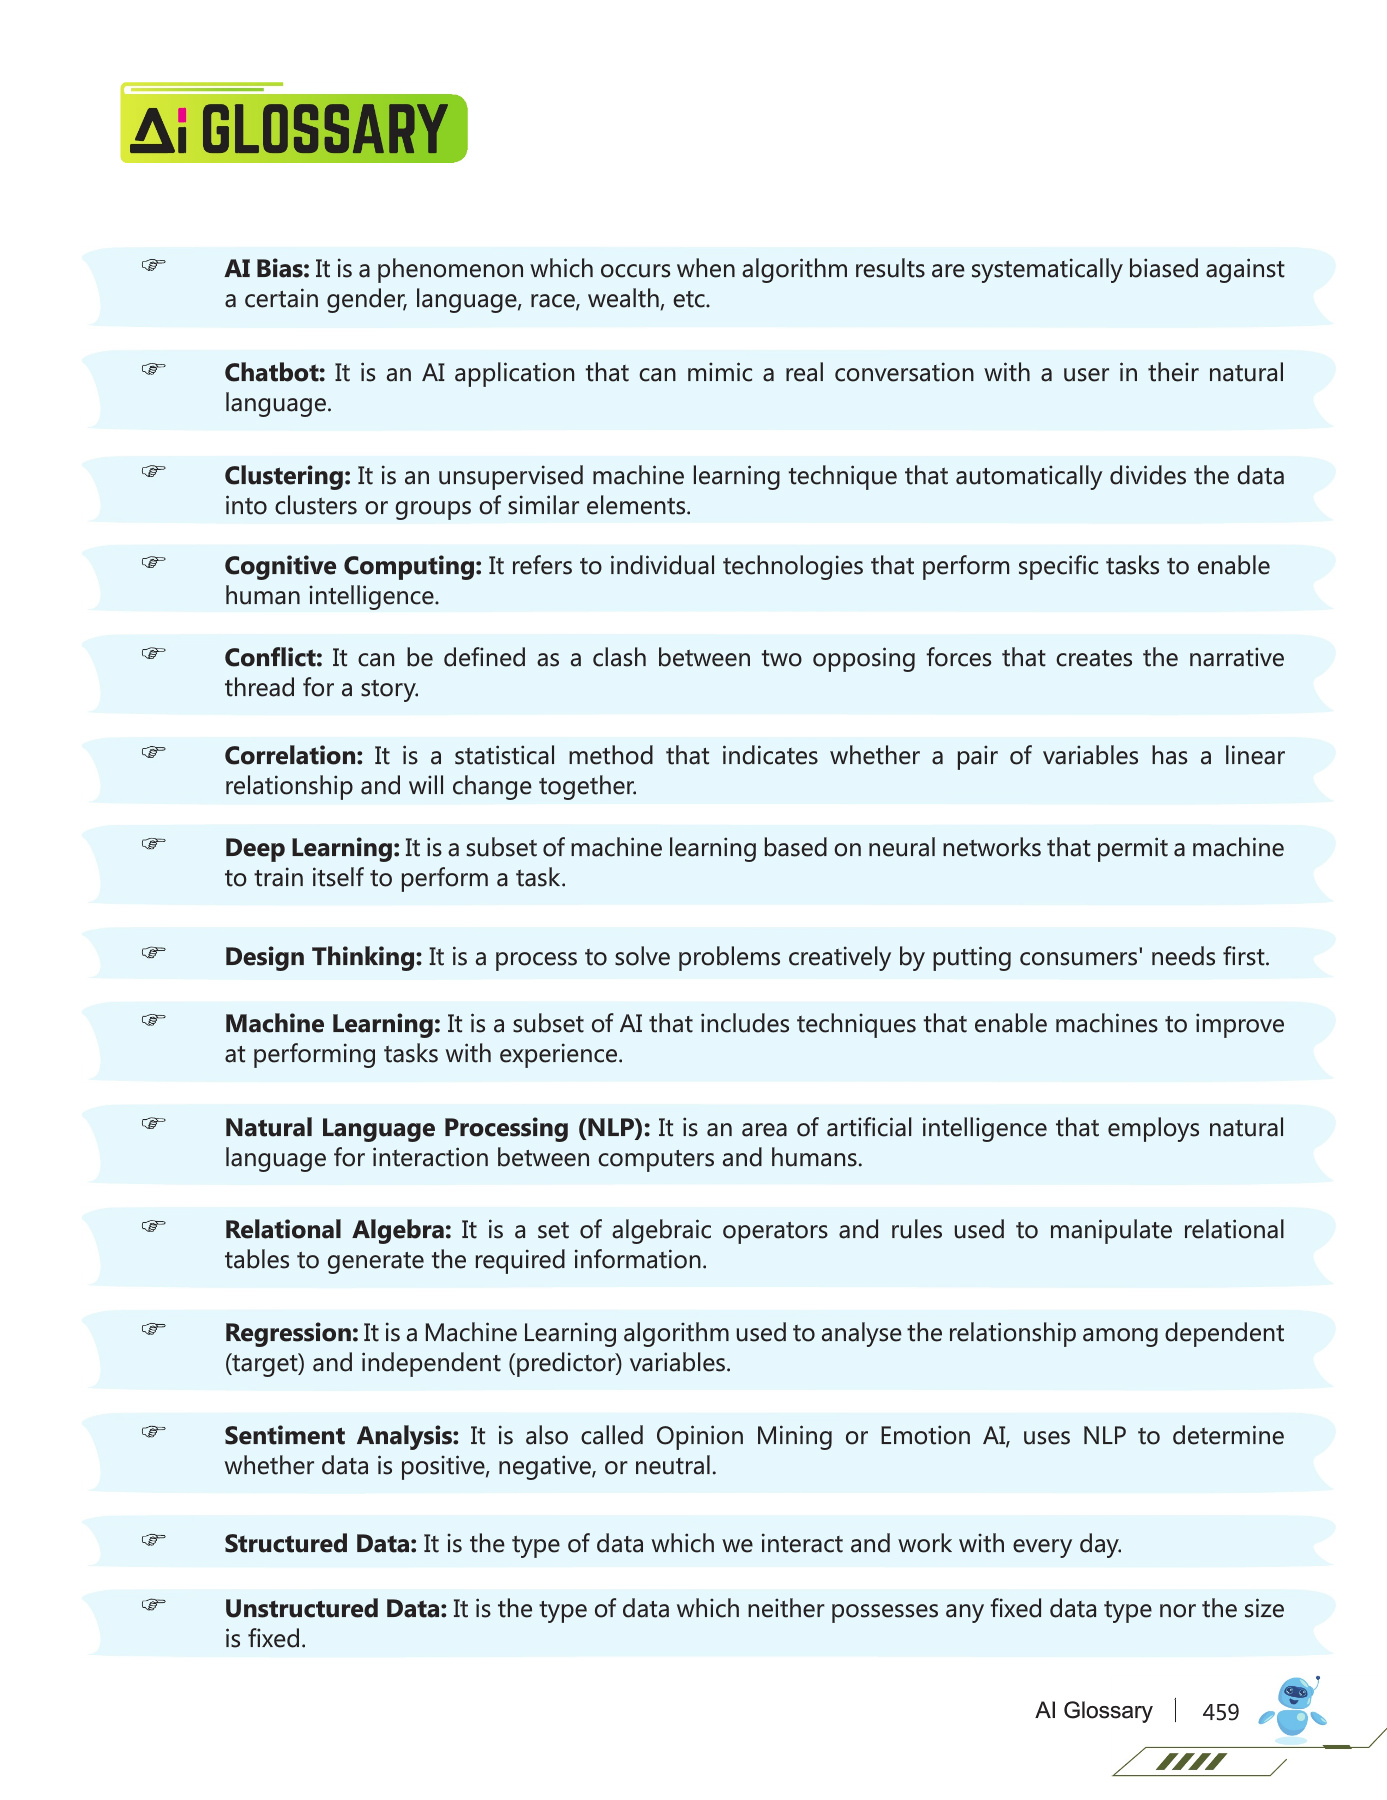 Ai GLOSSARY
☞ AI Bias: It is a phenomenon which occurs when algorithm results are systematically biased against
a certain gender, language, race, wealth, etc.
☞ Chatbot: It is an AI application that can mimic a real conversation with a user in their natural
language.
☞ Clustering: It is an unsupervised machine learning technique that automatically divides the data
into clusters or groups of similar elements.
☞ Cognitive Computing: It refers to individual technologies that perform specific tasks to enable
human intelligence.
☞ Conflict: It can be defined as a clash between two opposing forces that creates the narrative
thread for a story.
☞ Correlation: It is a statistical method that indicates whether a pair of variables has a linear
relationship and will change together.
☞ Deep Learning: It is a subset of machine learning based on neural networks that permit a machine
to train itself to perform a task.
☞ Design Thinking: It is a process to solve problems creatively by putting consumers' needs first.
☞ Machine Learning: It is a subset of AI that includes techniques that enable machines to improve
at performing tasks with experience.
☞ Natural Language Processing (NLP): It is an area of artificial intelligence that employs natural
language for interaction between computers and humans.
☞ Relational Algebra: It is a set of algebraic operators and rules used to manipulate relational
tables to generate the required information.
☞ Regression: It is a Machine Learning algorithm used to analyse the relationship among dependent
(target) and independent (predictor) variables.
☞ Sentiment Analysis: It is also called Opinion Mining or Emotion AI, uses NLP to determine
whether data is positive, negative, or neutral.
☞ Structured Data: It is the type of data which we interact and work with every day.
☞ Unstructured Data: It is the type of data which neither possesses any fixed data type nor the size
is fixed.
AI Glossary | 459